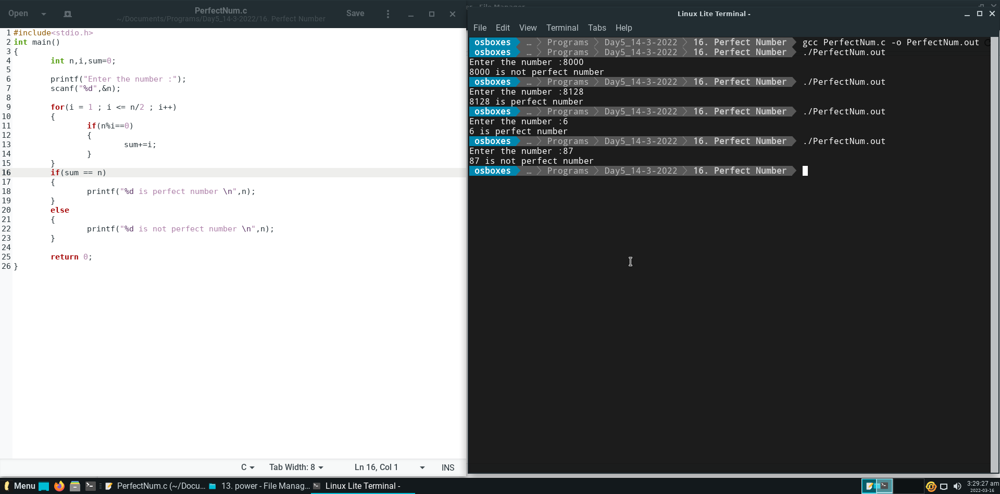 Open
PerfectNum.c
~/Documents/Programs/Day5_14-3-2022/16. Perfect Number
Save
1 #include<stdio.h>
2 int main()
3 {
4 int n,i,sum=0;
5
6 printf("Enter the number :");
7 scanf("%d",&n);
8
9 for(i = 1 ; i <= n/2 ; i++)
10 {
11 if(n%i==0)
12 {
13 sum+=i;
14 }
15 }
16 if(sum == n)
17 {
18 printf("%d is perfect number \n",n);
19 }
20 else
21 {
22 printf("%d is not perfect number \n",n);
23 }
24
25 return 0;
26 }
C Tab Width: 8 Ln 16, Col 1 INS
File Manager
Linux Lite Terminal -
File Edit View Terminal Tabs Help
osboxes … Programs Day5_14-3-2022 16. Perfect Number gcc PerfectNum.c -o PerfectNum.out
osboxes … Programs Day5_14-3-2022 16. Perfect Number ./PerfectNum.out
Enter the number :8000
8000 is not perfect number
osboxes … Programs Day5_14-3-2022 16. Perfect Number ./PerfectNum.out
Enter the number :8128
8128 is perfect number
osboxes … Programs Day5_14-3-2022 16. Perfect Number ./PerfectNum.out
Enter the number :6
6 is perfect number
osboxes … Programs Day5_14-3-2022 16. Perfect Number ./PerfectNum.out
Enter the number :87
87 is not perfect number
osboxes … Programs Day5_14-3-2022 16. Perfect Number
Menu PerfectNum.c (~/Docu... 13. power - File Manag... Linux Lite Terminal - 3:29:27 am
2022-03-16